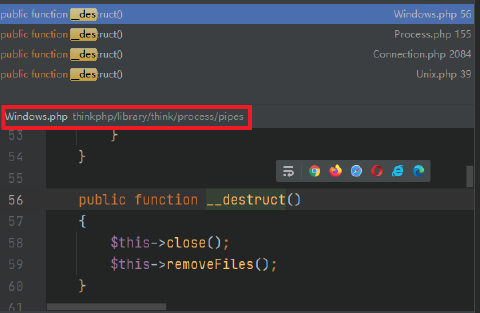 public function __destruct() Windows.php 56
public function __destruct() Process.php 155
public function __destruct() Connection.php 2084
public function __destruct() Unix.php 39
Windows.php thinkphp/library/think/process/pipes
53 }
54 }
55
56 public function __destruct()
57 {
58 $this->close();
59 $this->removeFiles();
60 }
61